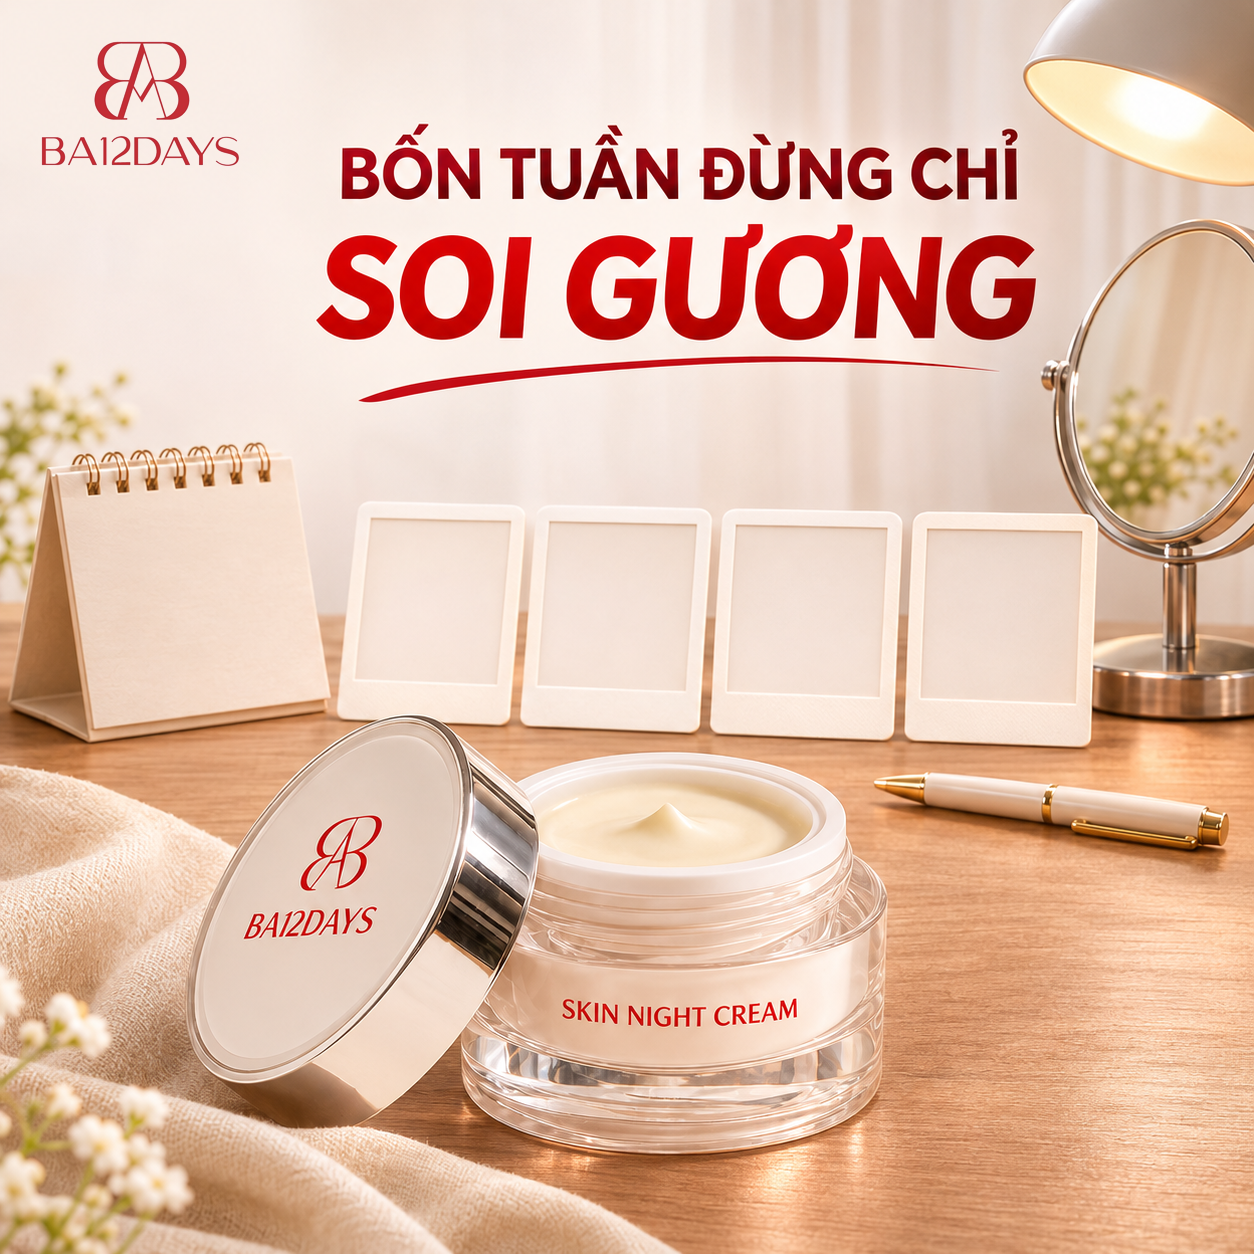 BA12DAYS
BỐN TUẦN ĐỪNG CHỈ
SOI GƯƠNG
BA12DAYS
SKIN NIGHT CREAM